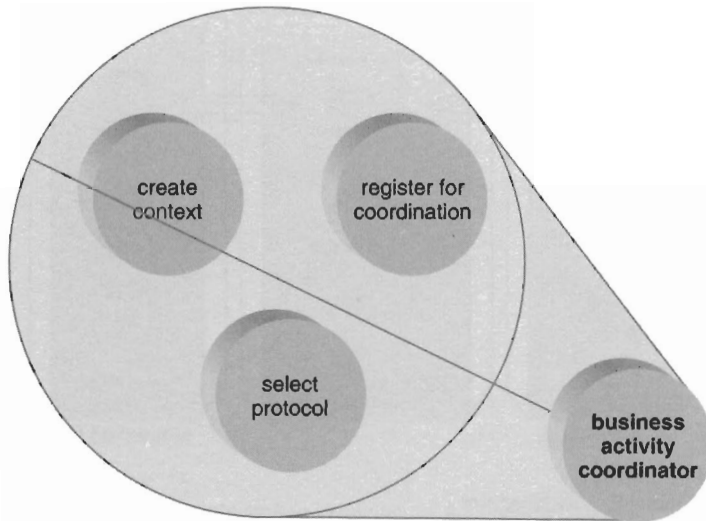 create
context
register for
coordination
select
protocol
business
activity
coordinator